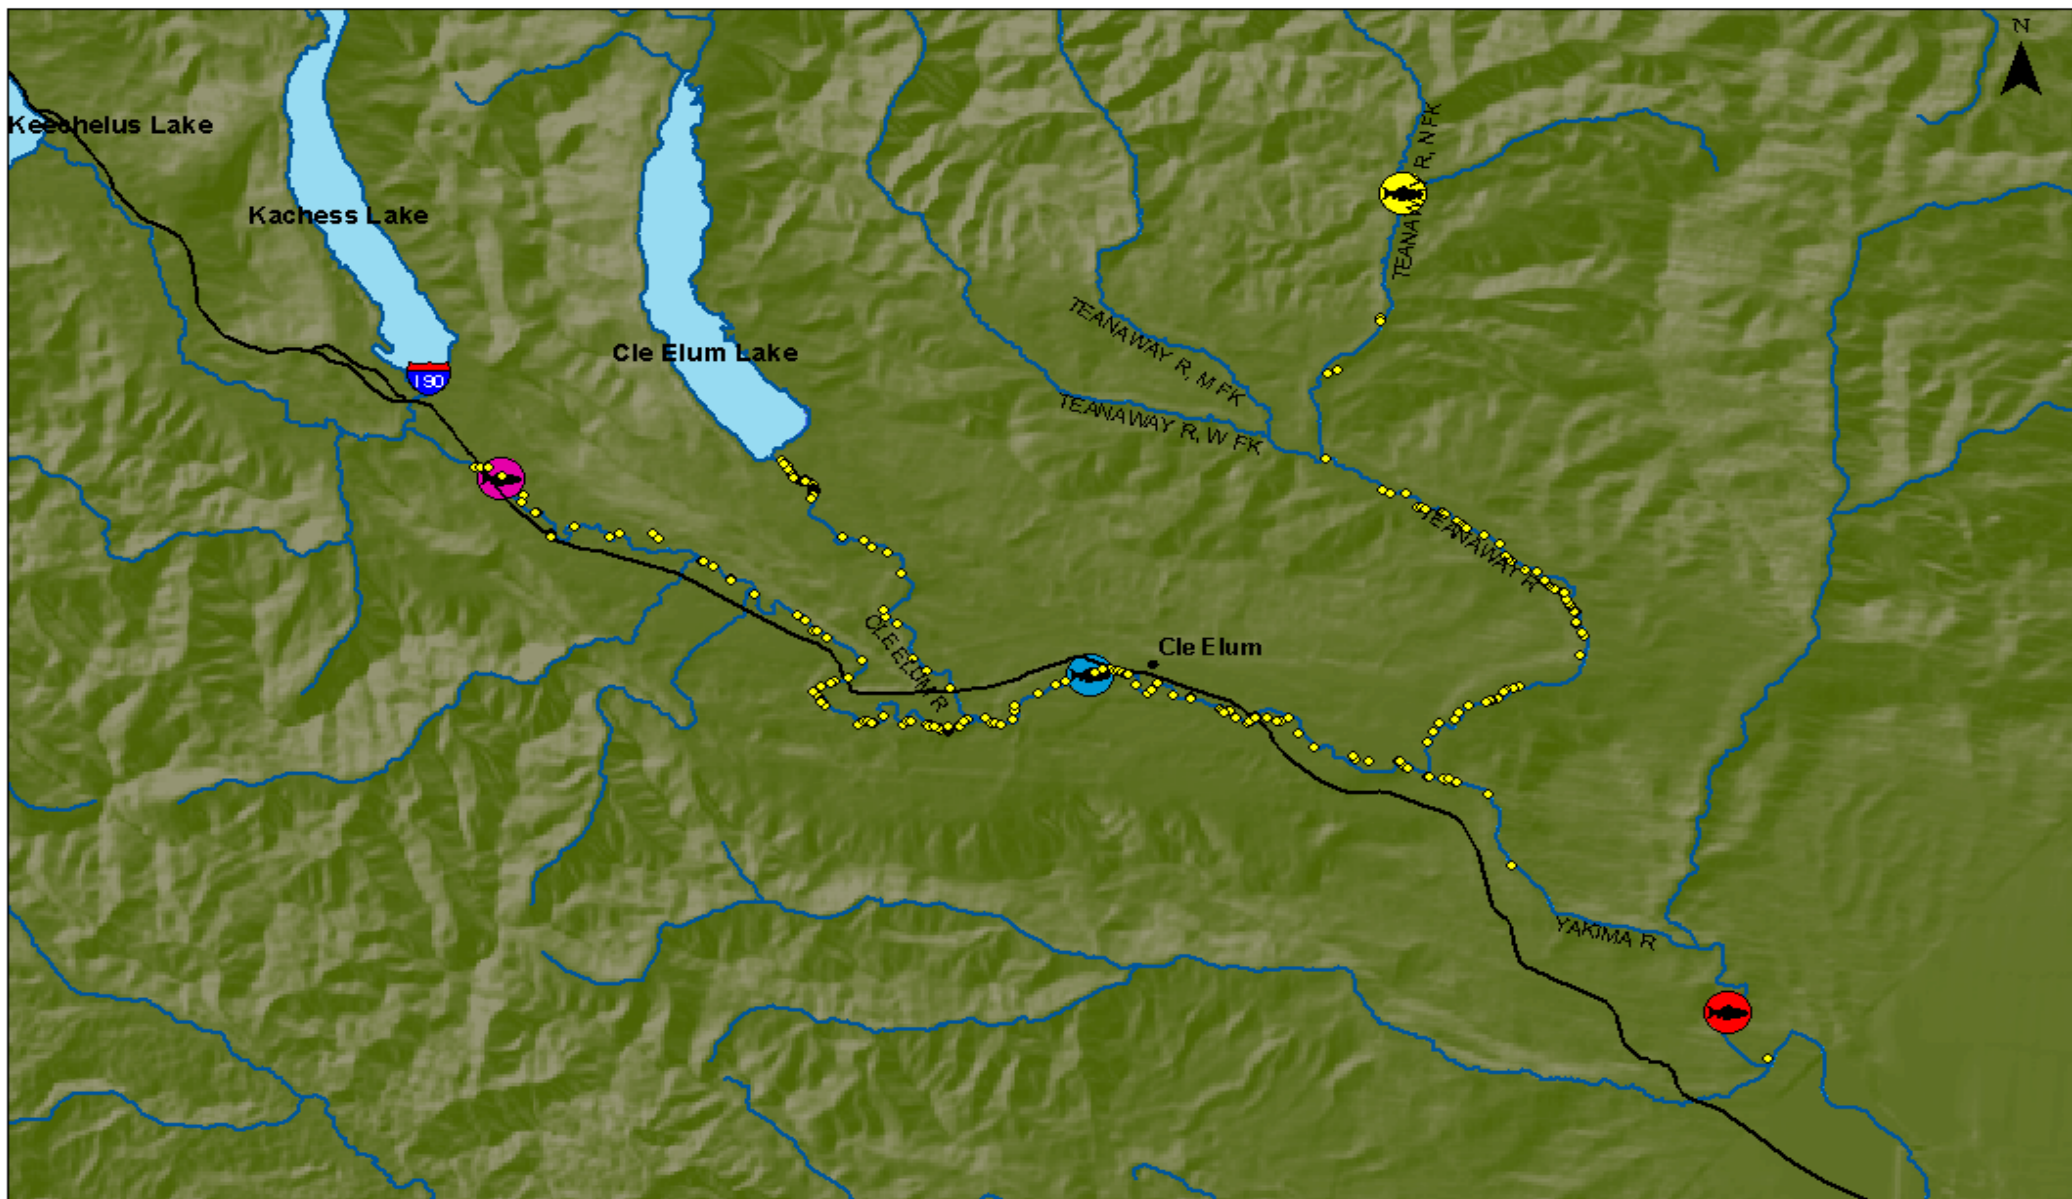 N
Keechelus Lake
Kachess Lake
I 90
Cle Elum Lake
TEANAWAY R, N FK
TEANAWAY R, M FK
TEANAWAY R, W FK
TEANAWAY R
CLE ELUM R
Cle Elum
YAKIMA R